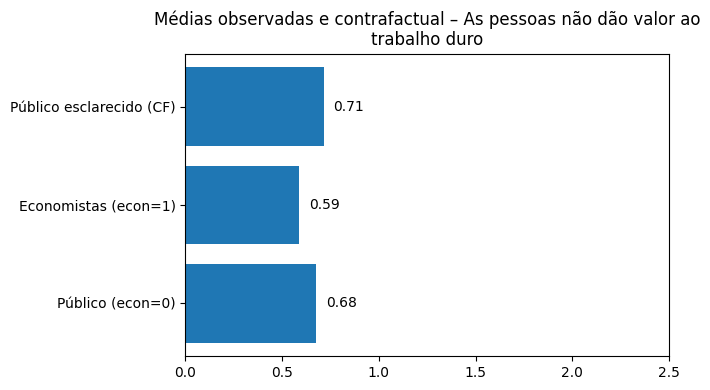 Médias observadas e contrafactual – As pessoas não dão valor ao
trabalho duro
Público esclarecido (CF)
0.71
Economistas (econ=1)
0.59
Público (econ=0)
0.68
0.0
0.5
1.0
1.5
2.0
2.5